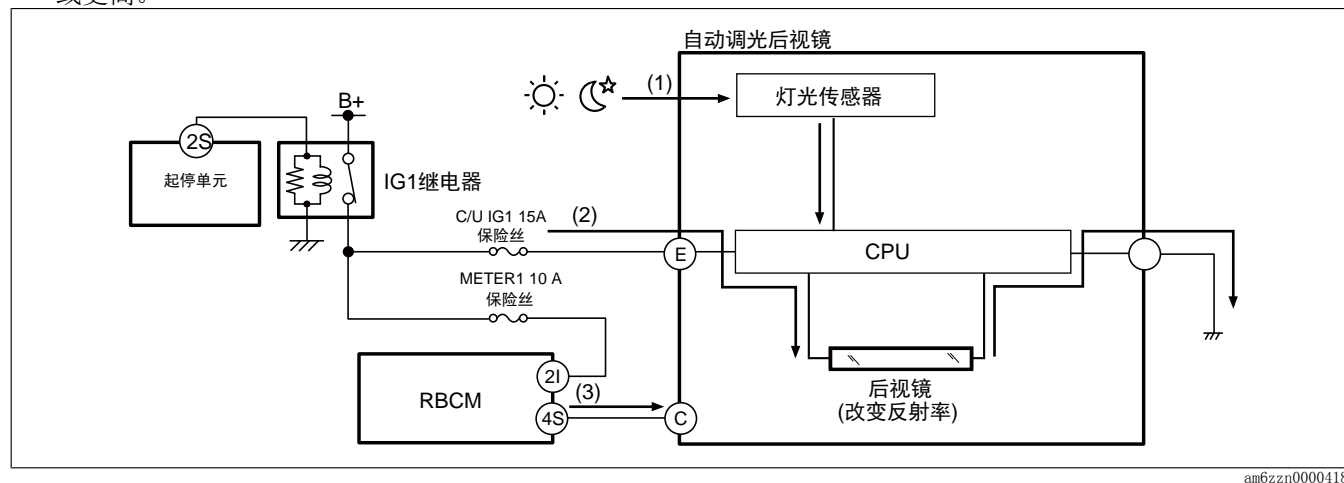 自动调光后视镜
(1)
灯光传感器
B+
2S
起停单元
IG1继电器
C/U IG1 15A
保险丝
(2)
E
CPU
METER1 10 A
保险丝
后视镜
(改变反射率)
RBCM
2I
4S
(3)
C
am6zzn0000418